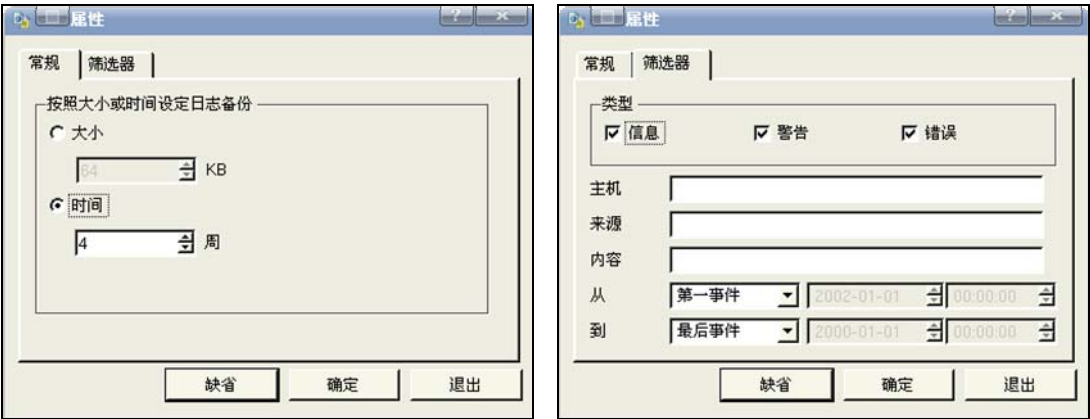 属性
常规 筛选器
按照大小或时间设定日志备份
大小
64 KB
时间
4 周
缺省 确定 退出
属性
常规 筛选器
类型
信息 警告 错误
主机
来源
内容
从 第一事件 2002-01-01 00:00:00
到 最后事件 2000-01-01 00:00:00
缺省 确定 退出